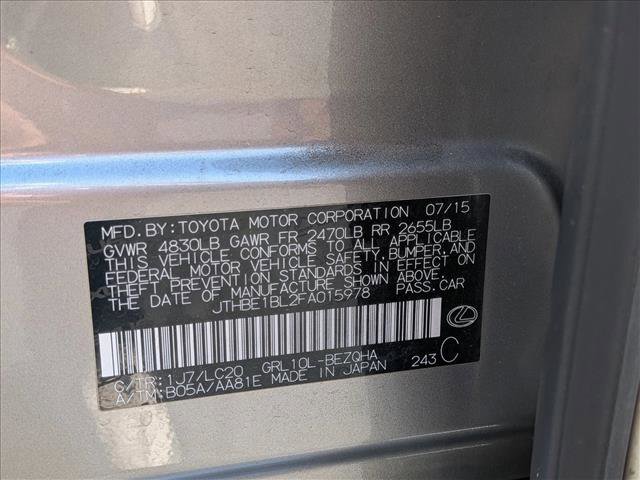 MFD.BY:TOYOTA MOTOR CORPORATION 07/15
GVWR 4830LB GAWR FR 2470LB RR 2655LB
THIS VEHICLE CONFORMS TO ALL APPLICABLE
FEDERAL MOTOR VEHICLE SAFETY,BUMPER,AND
THEFT PREVENTION STANDARDS IN EFFECT ON
THE DATE OF MANUFACTURE SHOWN ABOVE.
JTHBE1BL2FA015978 PASS.CAR
C/TR:1J7/LC20 GRL10L-BEZQHA
A/TM:B05A/AA81E MADE IN JAPAN 243 C